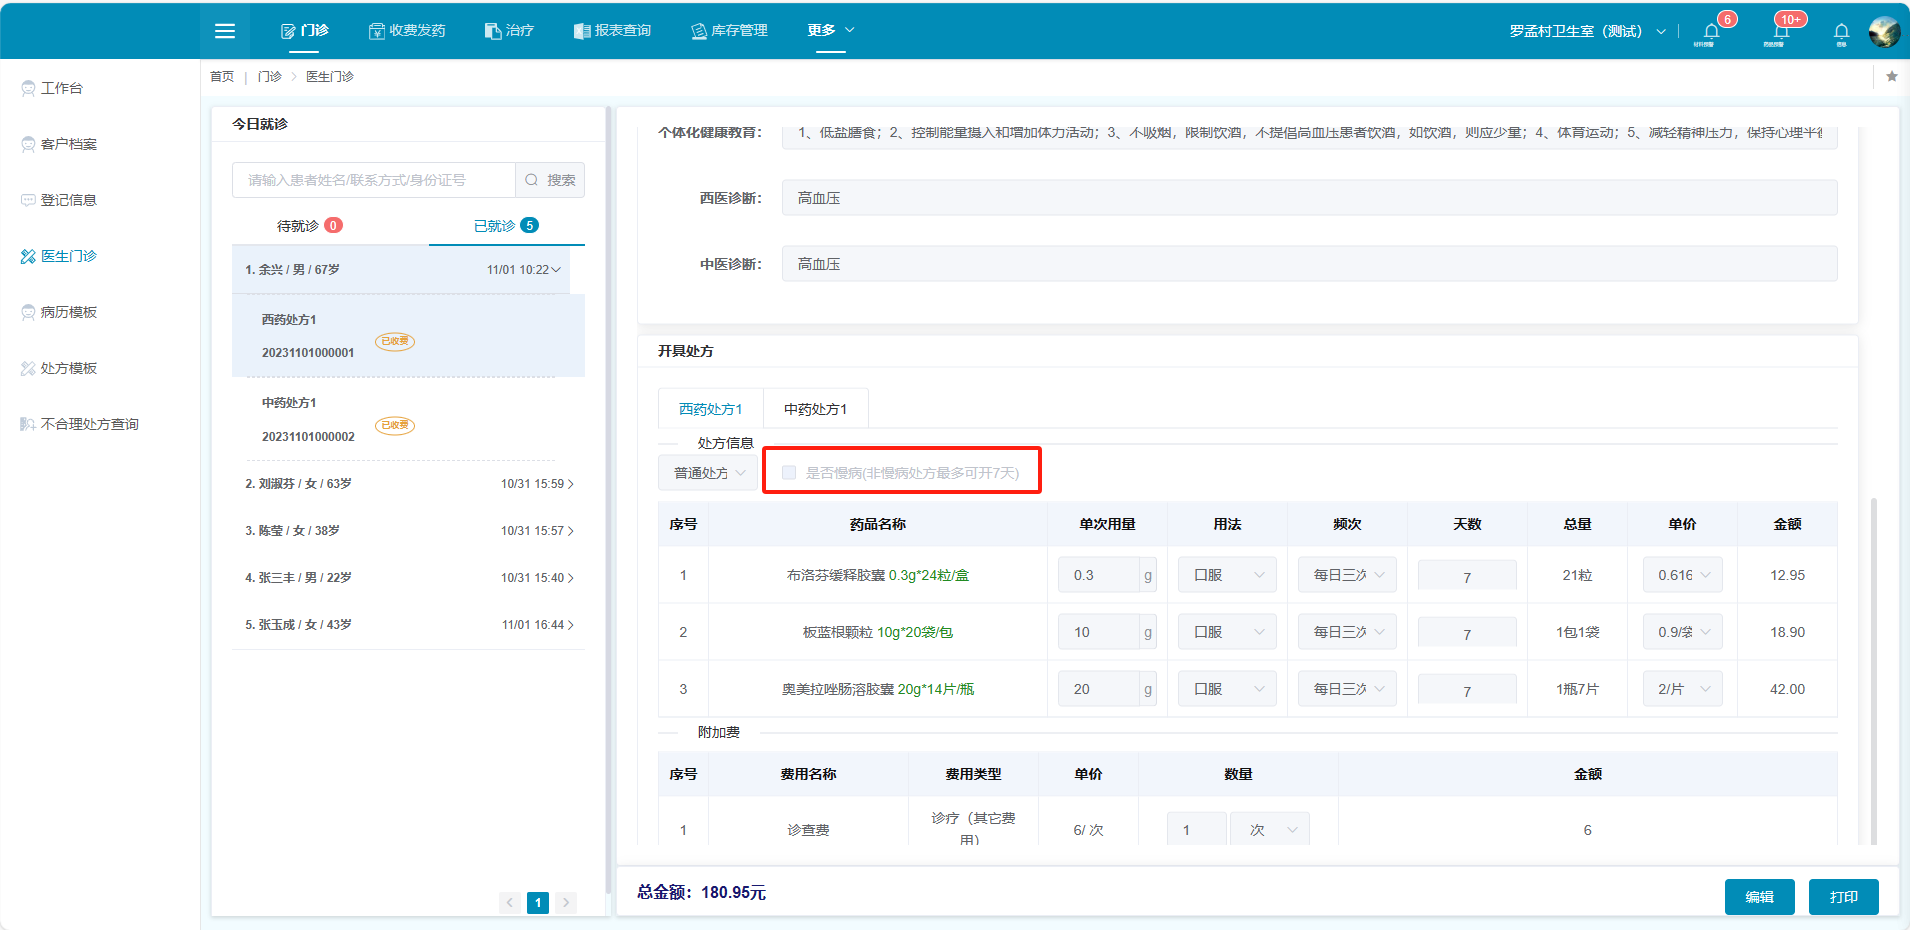 门诊
收费发药
治疗
报表查询
库存管理
更多
罗孟村卫生室（测试）
6
材料预警
10+
药品预警
信息
工作台
客户档案
登记信息
医生门诊
病历模板
处方模板
不合理处方查询
首页 | 门诊 > 医生门诊
今日就诊
请输入患者姓名/联系方式/身份证号
搜索
待就诊 0
已就诊 5
1. 余兴 / 男 / 67岁 11/01 10:22
西药处方1
20231101000001
已收费
中药处方1
20231101000002
已收费
2. 刘淑芬 / 女 / 63岁 10/31 15:59
3. 陈莹 / 女 / 38岁 10/31 15:57
4. 张三丰 / 男 / 22岁 10/31 15:40
5. 张玉成 / 女 / 43岁 11/01 16:44
< 1 >
个体化健康教育： 1、低盐膳食；2、控制能量摄入和增加体力活动；3、不吸烟，限制饮酒，不提倡高血压患者饮酒，如饮酒，则应少量；4、体育运动；5、减轻精神压力，保持心理平衡
西医诊断： 高血压
中医诊断： 高血压
开具处方
西药处方1 中药处方1
处方信息
普通处方 是否慢病(非慢病处方最多可开7天)
序号 药品名称 单次用量 用法 频次 天数 总量 单价 金额
1 布洛芬缓释胶囊 0.3g*24粒/盒 0.3 g 口服 每日三次 7 21粒 0.616 12.95
2 板蓝根颗粒 10g*20袋/包 10 g 口服 每日三次 7 1包1袋 0.9/袋 18.90
3 奥美拉唑肠溶胶囊 20g*14片/瓶 20 g 口服 每日三次 7 1瓶7片 2/片 42.00
附加费
序号 费用名称 费用类型 单价 数量 金额
1 诊查费 诊疗（其它费用） 6/ 次 1 次 6
总金额：180.95元
编辑
打印